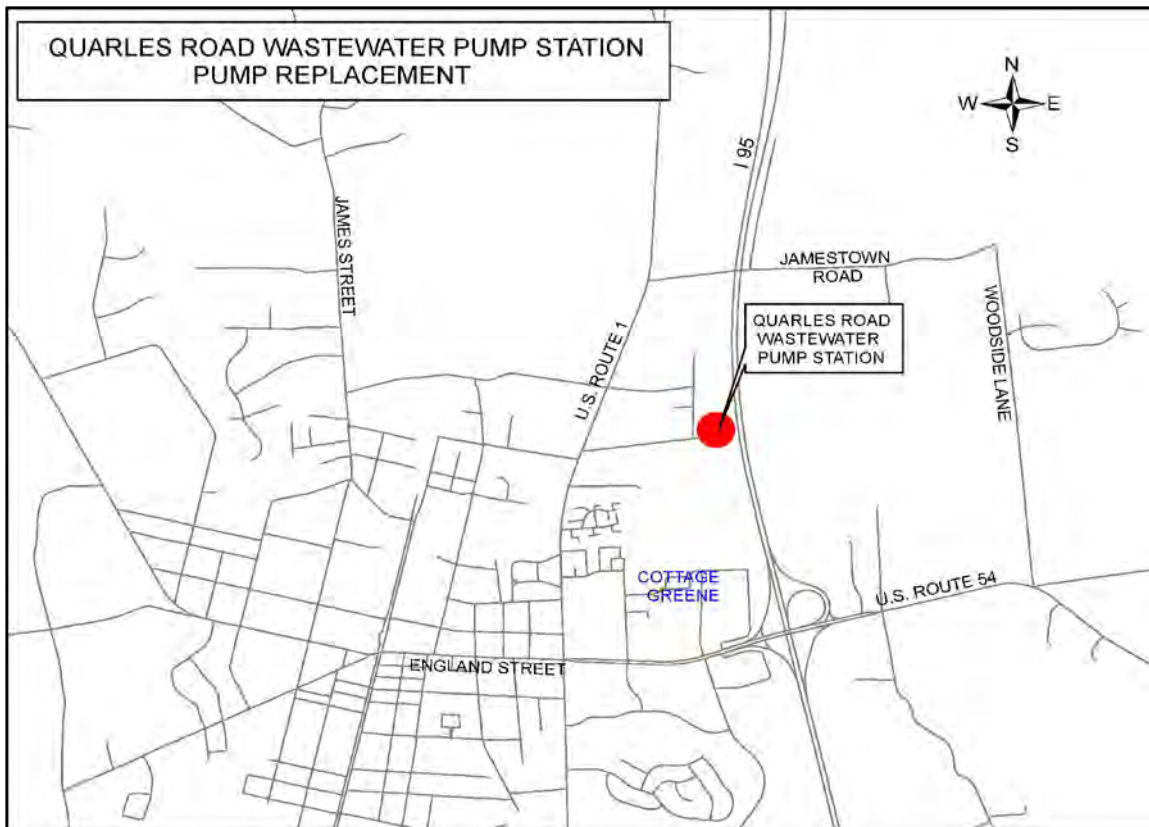 QUARLES ROAD WASTEWATER PUMP STATION
PUMP REPLACEMENT
N
W
E
S
I 95
JAMES STREET
JAMESTOWN
ROAD
WOODSIDE LANE
QUARLES ROAD
WASTEWATER
PUMP STATION
U.S. ROUTE 1
COTTAGE
GREENE
U.S. ROUTE 54
ENGLAND STREET